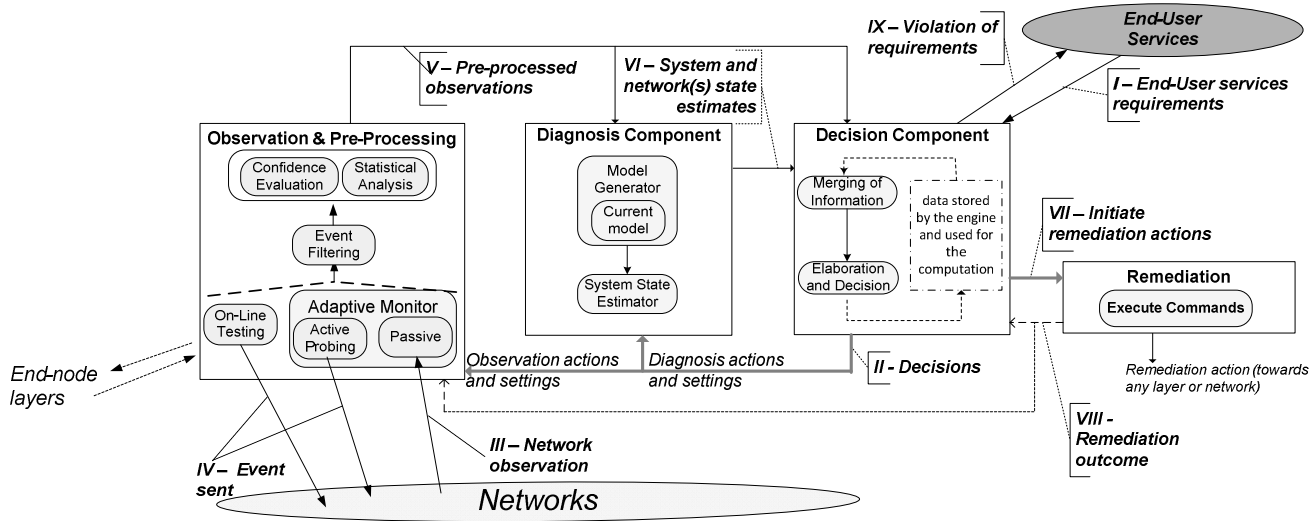 IX – Violation of
requirements
End-User
Services
V – Pre-processed
observations
VI – System and
network(s) state
estimates
I – End-User services
requirements
Observation & Pre-Processing
Confidence
Evaluation
Statistical
Analysis
Event
Filtering
On-Line
Testing
Adaptive Monitor
Active
Probing
Passive
Diagnosis Component
Model
Generator
Current
model
System State
Estimator
Decision Component
Merging of
Information
Elaboration
and Decision
data stored
by the engine
and used for
the
computation
VII – Initiate
remediation actions
Remediation
Execute Commands
Remediation action (towards
any layer or network)
End-node
layers
Observation actions
and settings
Diagnosis actions
and settings
II - Decisions
IV – Event
sent
III – Network
observation
VIII -
Remediation
outcome
Networks